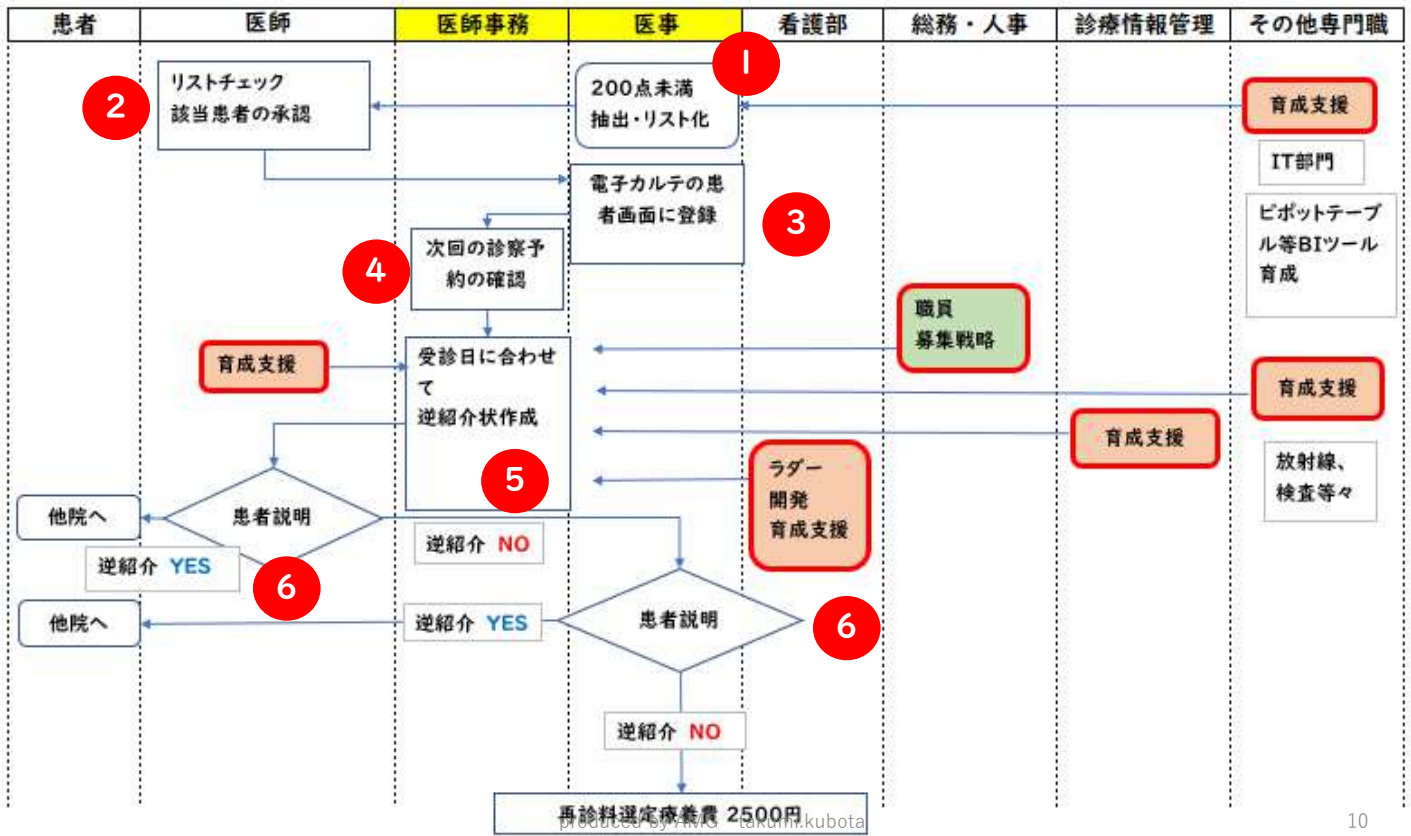 患者
医師
医師事務
医事
看護部
総務・人事
診療情報管理
その他専門職
1
200点未満
抽出・リスト化
2
リストチェック
該当患者の承認
育成支援
IT部門
ピボットテーブ
ル等BIツール
育成
電子カルテの患
者画面に登録
3
4
次回の診察予
約の確認
職員
募集戦略
育成支援
受診日に合わせ
て
逆紹介状作成
5
育成支援
放射線、
検査等々
育成支援
ラダー
開発
育成支援
他院へ
患者説明
逆紹介 YES
6
逆紹介 NO
他院へ
逆紹介 YES
患者説明
6
逆紹介 NO
再診料選定療養費 2500円
produced by AMG takumi.kubota
10